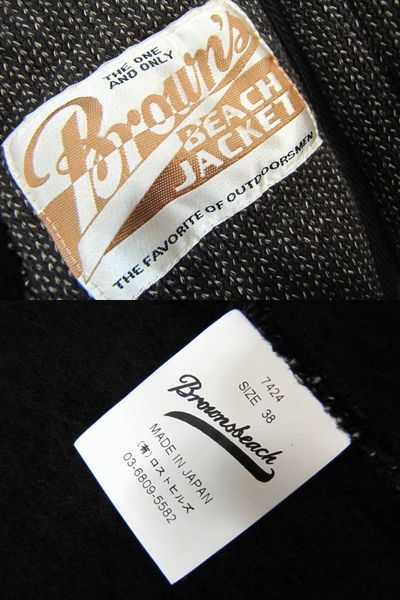 THE ONE
AND ONLY
Brown's
BEACH
JACKET
THE FAVORITE OF OUTDOORSMEN
7424
SIZE 38
Brownsbeach
MADE IN JAPAN
(有)ロストヒルズ
03-6809-5582